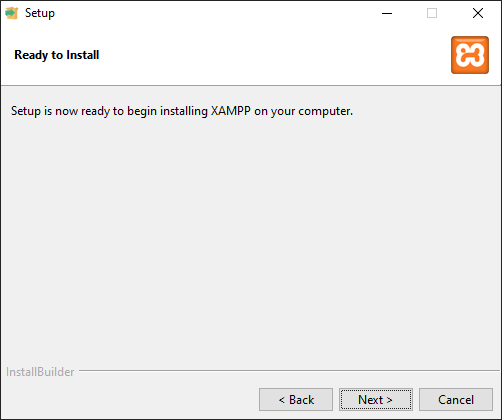 Setup
Ready to Install
Setup is now ready to begin installing XAMPP on your computer.
InstallBuilder
< Back
Next >
Cancel